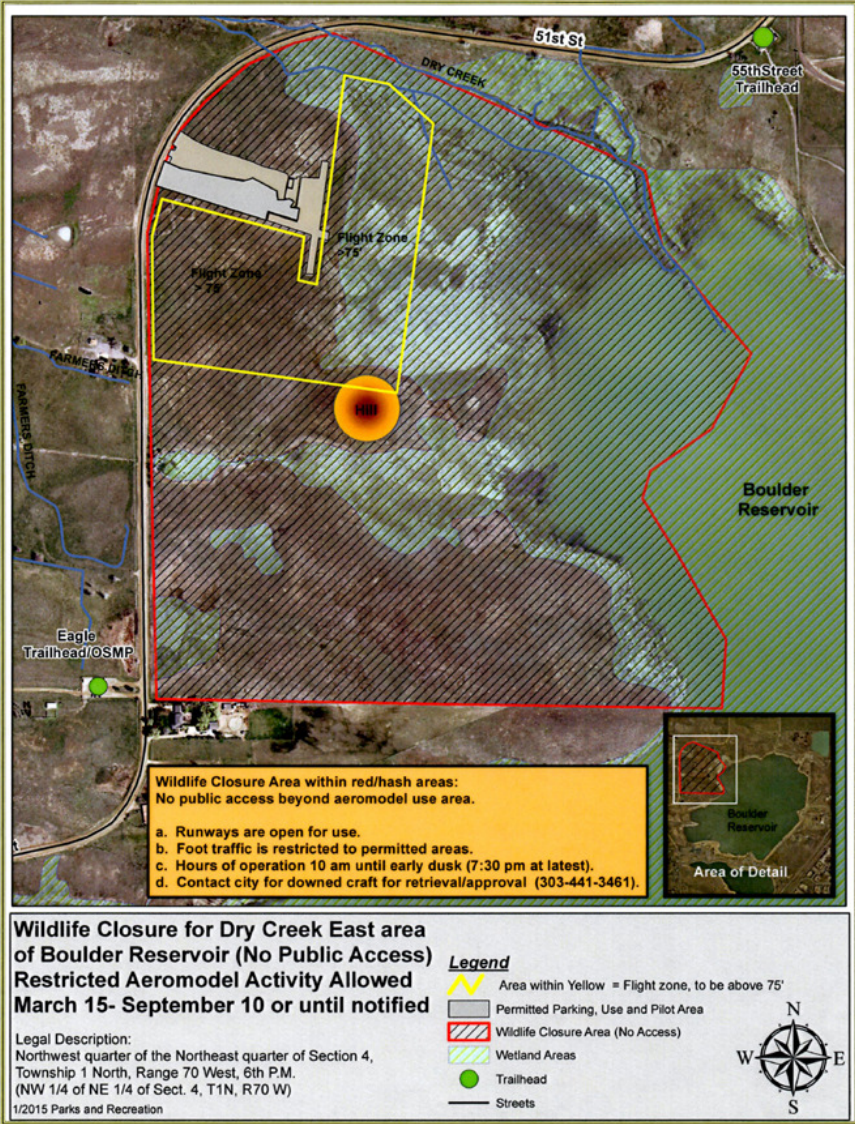 51st St
DRY CREEK
55thStreet
Trailhead
Flight Zone
>75'
Flight Zone
> 75'
FARMERS DITCH
FARMERS DITCH
Hill
Boulder
Reservoir
Eagle
Trailhead/OSMP
Wildlife Closure Area within red/hash areas:
No public access beyond aeromodel use area.
a. Runways are open for use.
b. Foot traffic is restricted to permitted areas.
c. Hours of operation 10 am until early dusk (7:30 pm at latest).
d. Contact city for downed craft for retrieval/approval (303-441-3461).
Boulder
Reservoir
Area of Detail
Wildlife Closure for Dry Creek East area
of Boulder Reservoir (No Public Access)
Restricted Aeromodel Activity Allowed
March 15- September 10 or until notified
Legal Description:
Northwest quarter of the Northeast quarter of Section 4,
Township 1 North, Range 70 West, 6th P.M.
(NW 1/4 of NE 1/4 of Sect. 4, T1N, R70 W)
1/2015 Parks and Recreation
Legend
Area within Yellow = Flight zone, to be above 75'
Permitted Parking, Use and Pilot Area
Wildlife Closure Area (No Access)
Wetland Areas
Trailhead
Streets
N
W
E
S